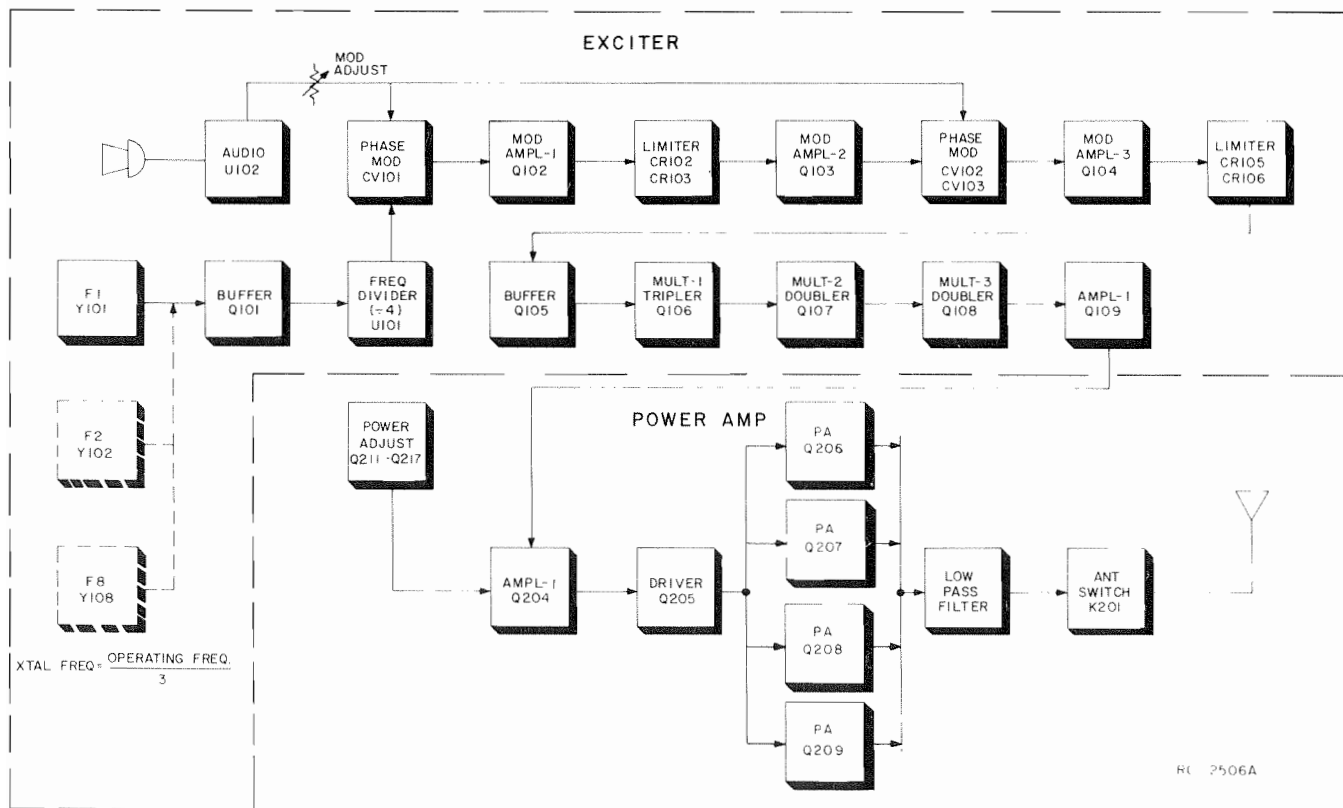 EXCITER
MOD
ADJUST
AUDIO
U102
PHASE
MOD
CV101
MOD
AMPL-1
Q102
LIMITER
CR102
CR103
MOD
AMPL-2
Q103
PHASE
MOD
CV102
CV103
MOD
AMPL-3
Q104
LIMITER
CR105
CR106
F1
Y101
BUFFER
Q101
FREQ
DIVIDER
(÷4)
U101
BUFFER
Q105
MULT-1
TRIPLER
Q106
MULT-2
DOUBLER
Q107
MULT-3
DOUBLER
Q108
AMPL-1
Q109
F2
Y102
F8
Y108
XTAL FREQ= OPERATING FREQ.
3
POWER AMP
POWER
ADJUST
Q211-Q217
AMPL-1
Q204
DRIVER
Q205
PA
Q206
PA
Q207
PA
Q208
PA
Q209
LOW
PASS
FILTER
ANT
SWITCH
K201
2506A